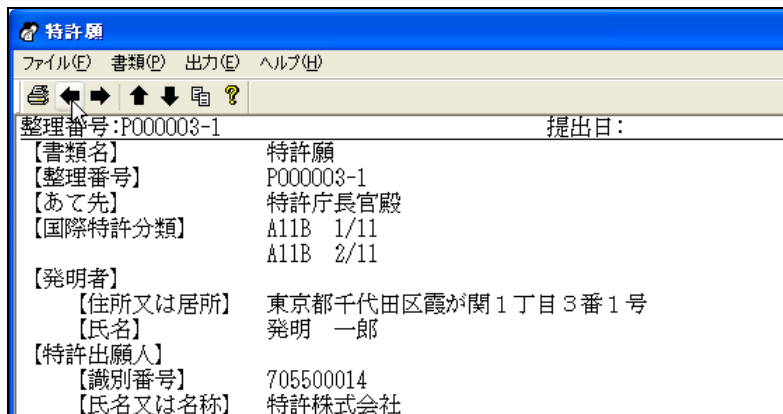 特許願
ファイル(F) 書類(P) 出力(E) ヘルプ(H)
整理番号:P000003-1 提出日:
【書類名】 特許願
【整理番号】 P000003-1
【あて先】 特許庁長官殿
【国際特許分類】 A11B 1/11
A11B 2/11
【発明者】
【住所又は居所】 東京都千代田区霞が関1丁目3番1号
【氏名】 発明 一郎
【特許出願人】
【識別番号】 705500014
【氏名又は名称】 特許株式会社